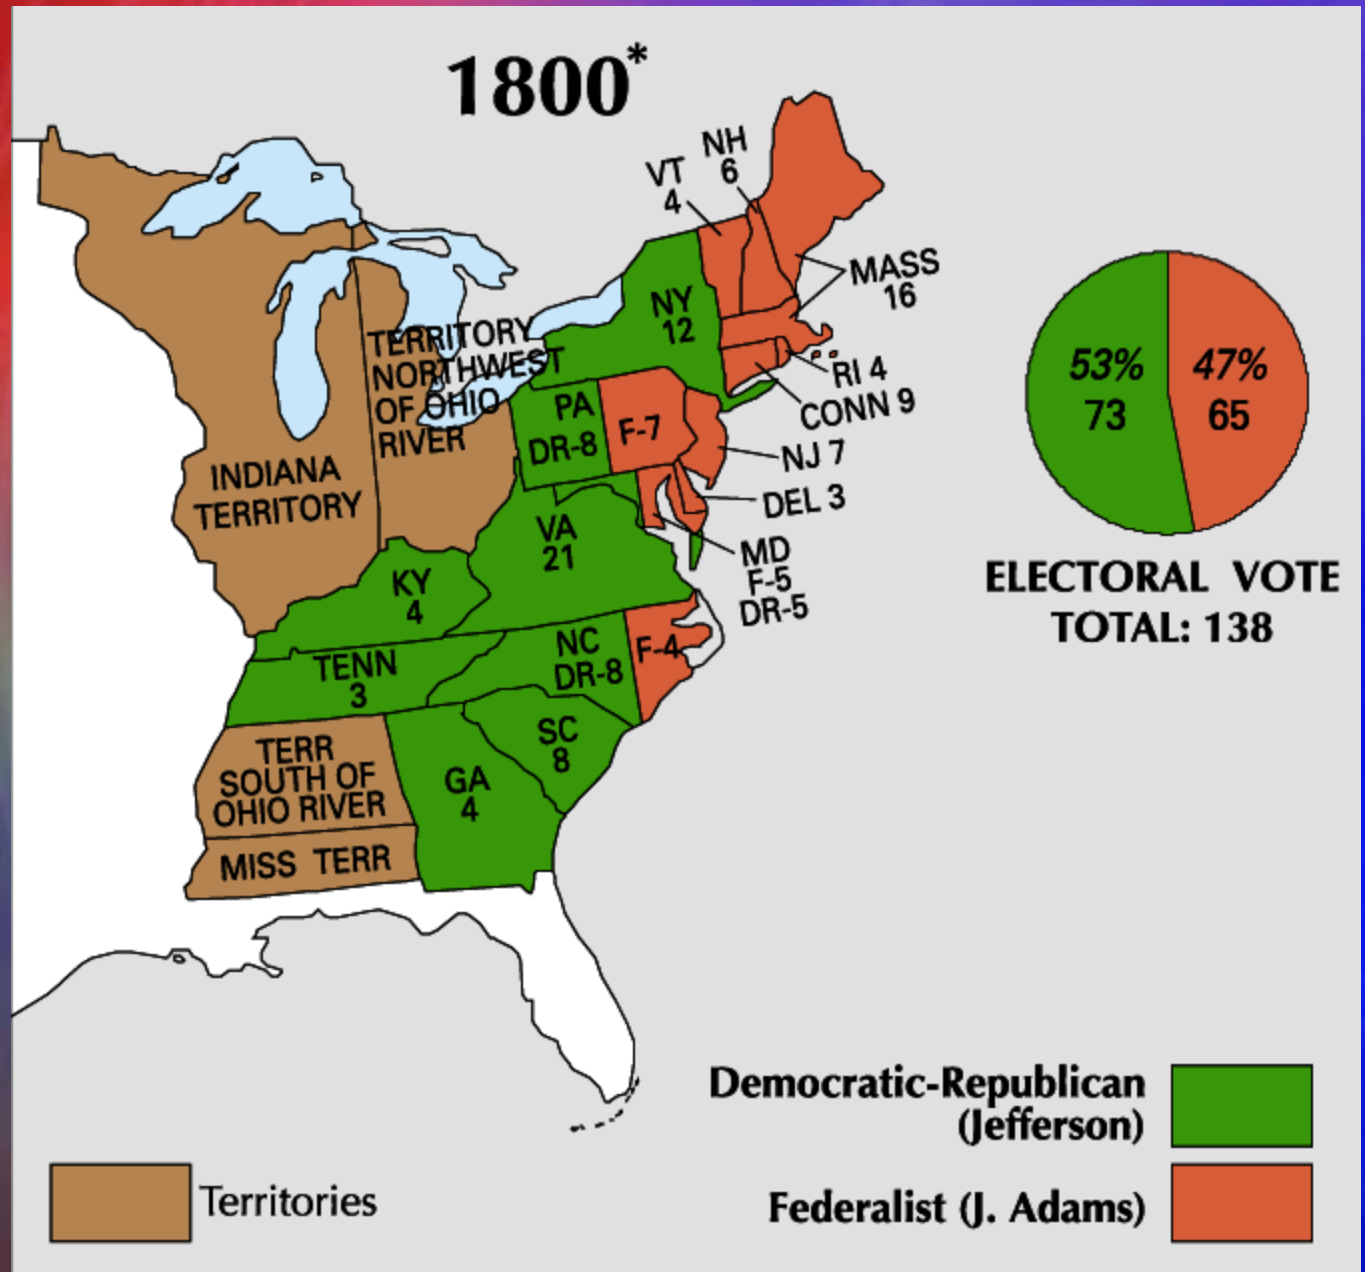 1800*
NH
6
VT
4
MASS
16
NY
12
RI 4
CONN 9
TERRITORY
NORTHWEST
OF OHIO
RIVER
PA
DR-8
F-7
NJ 7
DEL 3
MD
F-5
DR-5
INDIANA
TERRITORY
VA
21
KY
4
TENN
3
NC
DR-8
F-4
SC
8
GA
4
TERR
SOUTH OF
OHIO RIVER
MISS TERR
53%
73
47%
65
ELECTORAL VOTE
TOTAL: 138
Democratic-Republican
(Jefferson)
Federalist (J. Adams)
Territories